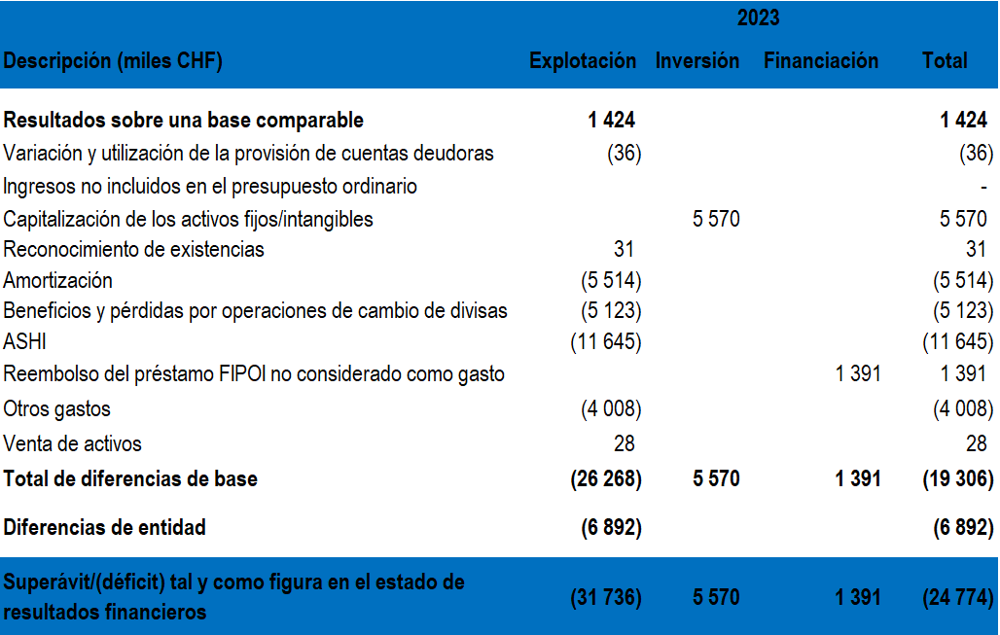 2023
Descripción (miles CHF) Explotación Inversión Financiación Total
Resultados sobre una base comparable 1 424 1 424
Variación y utilización de la provisión de cuentas deudoras (36) (36)
Ingresos no incluidos en el presupuesto ordinario -
Capitalización de los activos fijos/intangibles 5 570 5 570
Reconocimiento de existencias 31 31
Amortización (5 514) (5 514)
Beneficios y pérdidas por operaciones de cambio de divisas (5 123) (5 123)
ASHI (11 645) (11 645)
Reembolso del préstamo FIPOI no considerado como gasto 1 391 1 391
Otros gastos (4 008) (4 008)
Venta de activos 28 28
Total de diferencias de base (26 268) 5 570 1 391 (19 306)
Diferencias de entidad (6 892) (6 892)
Superávit/(déficit) tal y como figura en el estado de
resultados financieros (31 736) 5 570 1 391 (24 774)